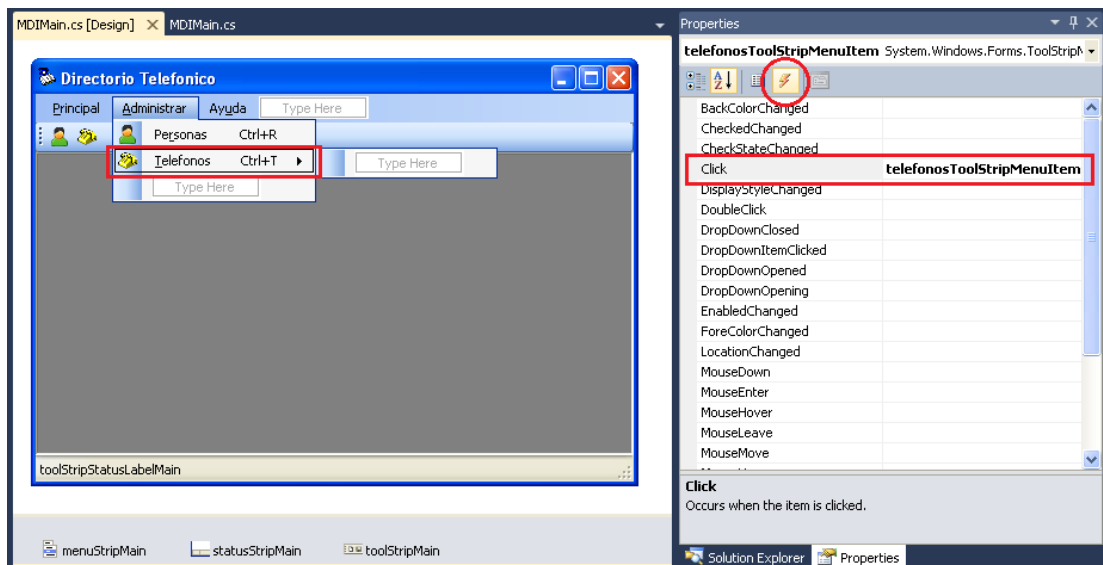 MDIMain.cs [Design] MDIMain.cs
Directorio Telefonico
Principal Administrar Ayuda Type Here
Personas Ctrl+R
Telefonos Ctrl+T Type Here
Type Here
toolStripStatusLabelMain
menuStripMain statusStripMain toolStripMain
Properties
telefonosToolStripMenuItem System.Windows.Forms.ToolStripM
BackColorChanged
CheckedChanged
CheckStateChanged
Click telefonosToolStripMenuItem
DisplayStyleChanged
DoubleClick
DropDownClosed
DropDownItemClicked
DropDownOpened
DropDownOpening
EnabledChanged
ForeColorChanged
LocationChanged
MouseDown
MouseEnter
MouseHover
MouseLeave
MouseMove
Click
Occurs when the item is clicked.
Solution Explorer Properties